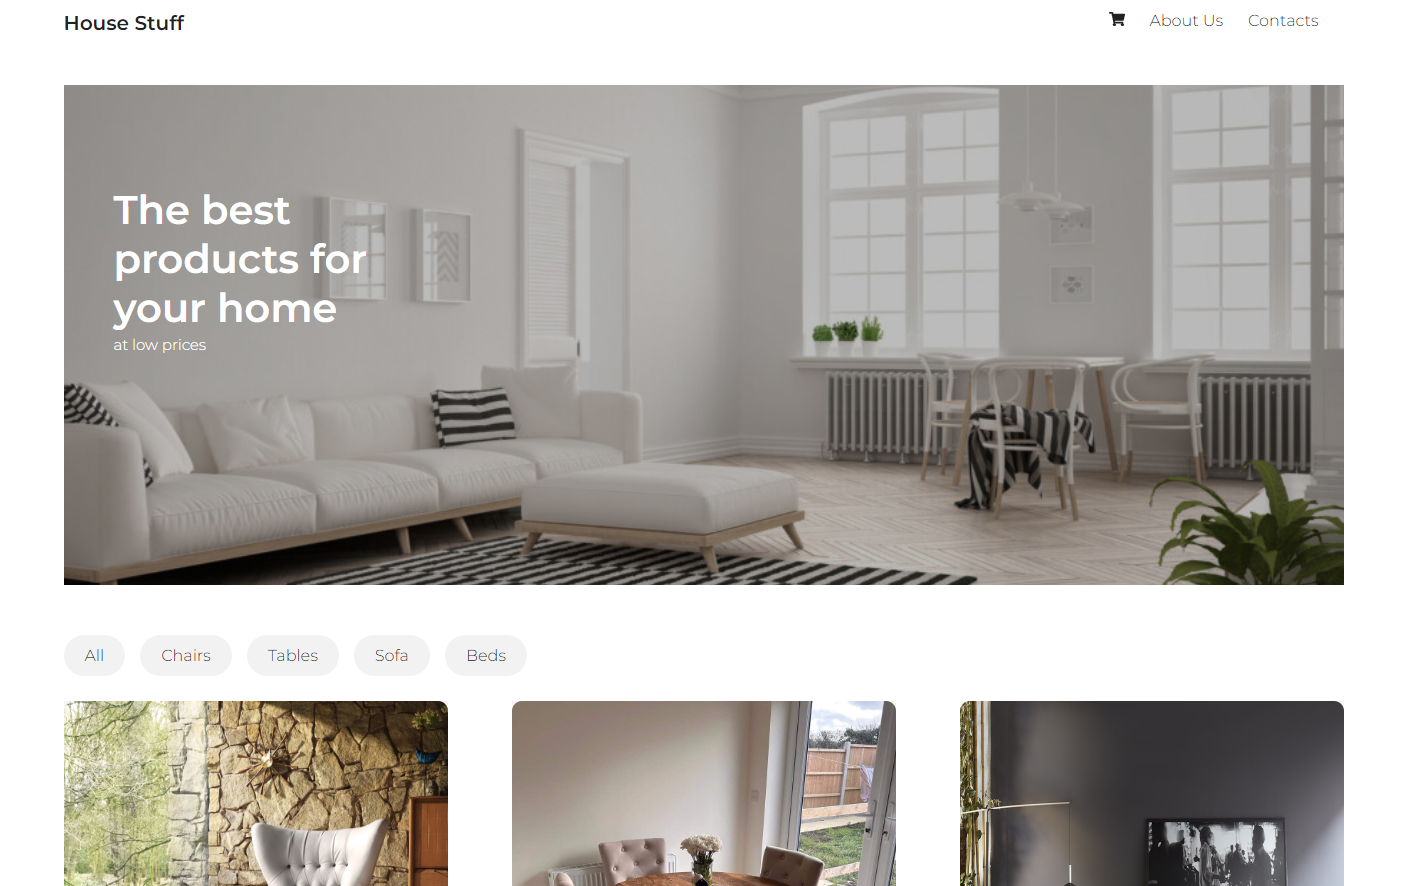 House Stuff
About Us
Contacts
The best
products for
your home
at low prices
All
Chairs
Tables
Sofa
Beds